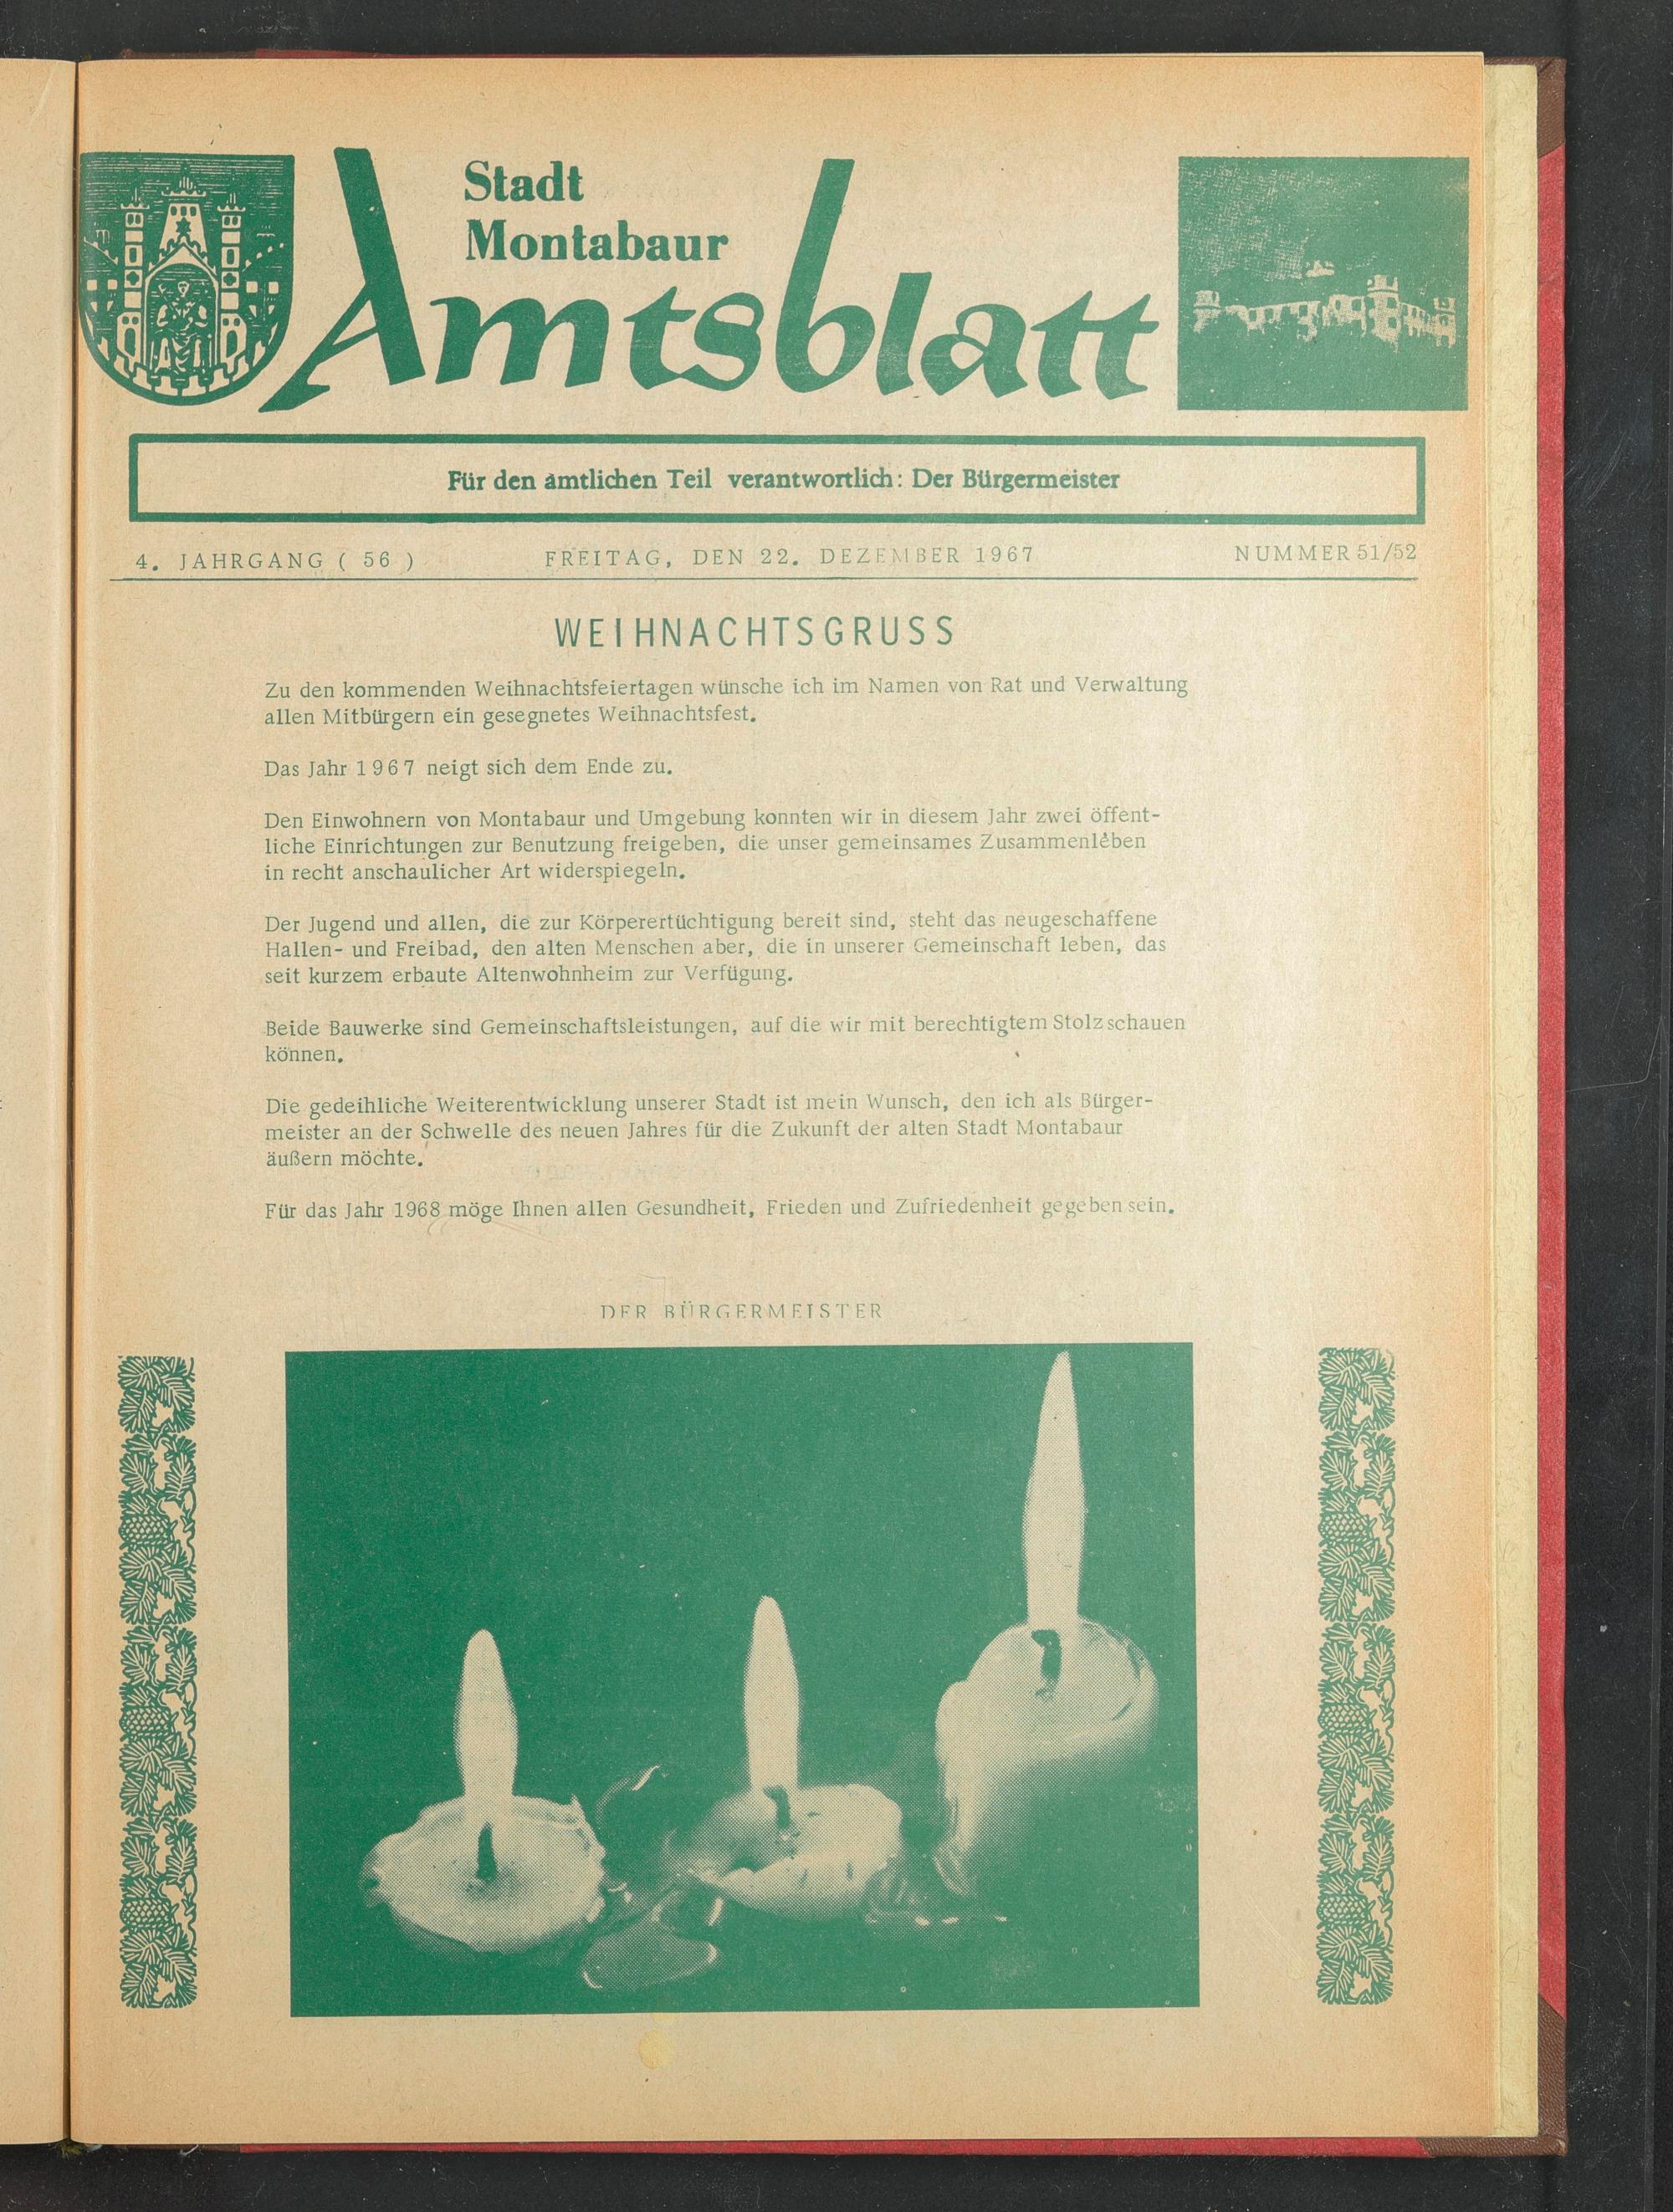 Stadt
Montabaur
Amtsblatt
Für den amtlichen Teil verantwortlich: Der Bürgermeister
4. JAHRGANG ( 56 ) FREITAG, DEN 22. DEZEMBER 1967 NUMMER 51/52
WEIHNACHTSGRUSS
Zu den kommenden Weihnachtsfeiertagen wünsche ich im Namen von Rat und Verwaltung
allen Mitbürgern ein gesegnetes Weihnachtsfest.
Das Jahr 1967 neigt sich dem Ende zu.
Den Einwohnern von Montabaur und Umgebung konnten wir in diesem Jahr zwei öffent-
liche Einrichtungen zur Benutzung freigeben, die unser gemeinsames Zusammenleben
in recht anschaulicher Art widerspiegeln.
Der Jugend und allen, die zur Körperertüchtigung bereit sind, steht das neugeschaffene
Hallen- und Freibad, den alten Menschen aber, die in unserer Gemeinschaft leben, das
seit kurzem erbaute Altenwohnheim zur Verfügung.
Beide Bauwerke sind Gemeinschaftsleistungen, auf die wir mit berechtigtem Stolz schauen
können.
Die gedeihliche Weiterentwicklung unserer Stadt ist mein Wunsch, den ich als Bürger-
meister an der Schwelle des neuen Jahres für die Zukunft der alten Stadt Montabaur
äußern möchte.
Für das Jahr 1968 möge Ihnen allen Gesundheit, Frieden und Zufriedenheit gegeben sein.
DER BÜRGERMEISTER